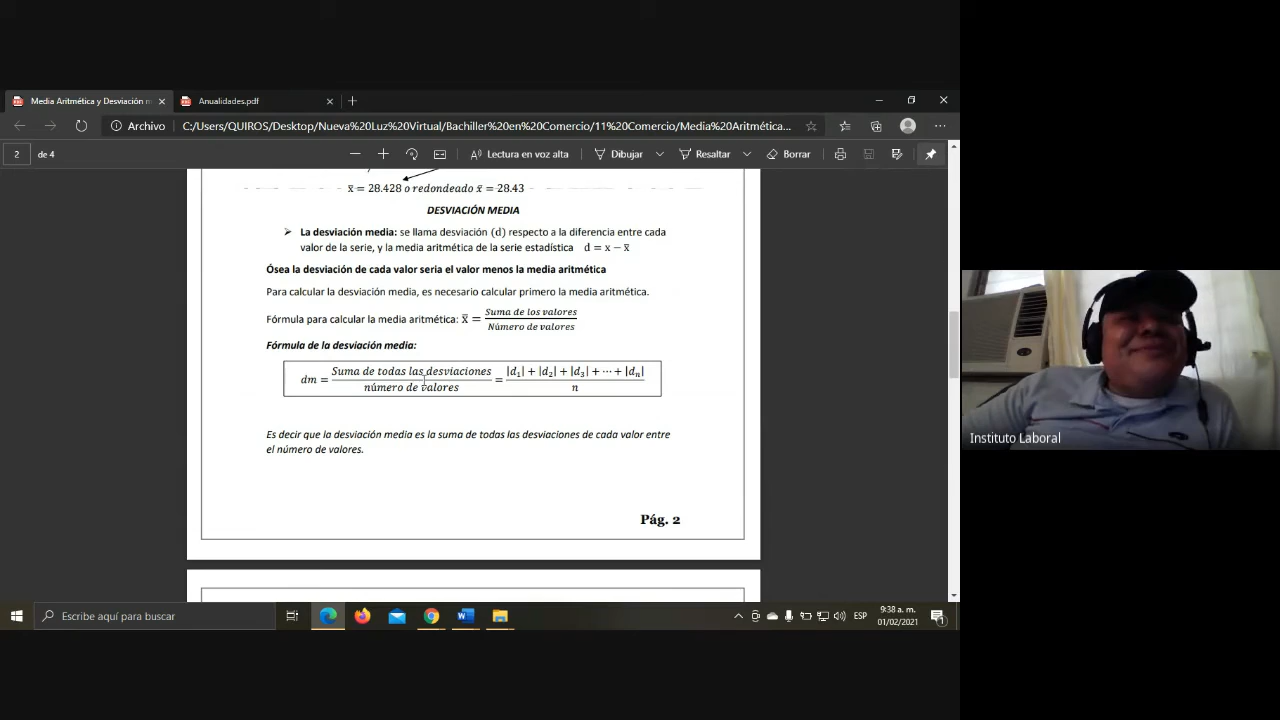 Media Aritmética y Desviación n
Anualidades.pdf
Archivo
C:/Users/QUIROS/Desktop/Nueva%20Luz%20Virtual/Bachiller%20en%20Comercio/11%20Comercio/Media%20Aritmética...
2 de 4
Lectura en voz alta
Dibujar
Resaltar
Borrar
x̄ = 28.428 o redondeado x̄ = 28.43
DESVIACIÓN MEDIA
➢ La desviación media: se llama desviación (d) respecto a la diferencia entre cada
valor de la serie, y la media aritmética de la serie estadística d = x − x̄
Ósea la desviación de cada valor seria el valor menos la media aritmética
Para calcular la desviación media, es necesario calcular primero la media aritmética.
Fórmula para calcular la media aritmética: x̄ = Suma de los valores / Número de valores
Fórmula de la desviación media:
dm = Suma de todas las desviaciones / número de valores = |d₁| + |d₂| + |d₃| + ⋯ + |dₙ| / n
Es decir que la desviación media es la suma de todas las desviaciones de cada valor entre
el número de valores.
Pág. 2
Instituto Laboral
Escribe aquí para buscar
ESP
9:38 a. m.
01/02/2021
1